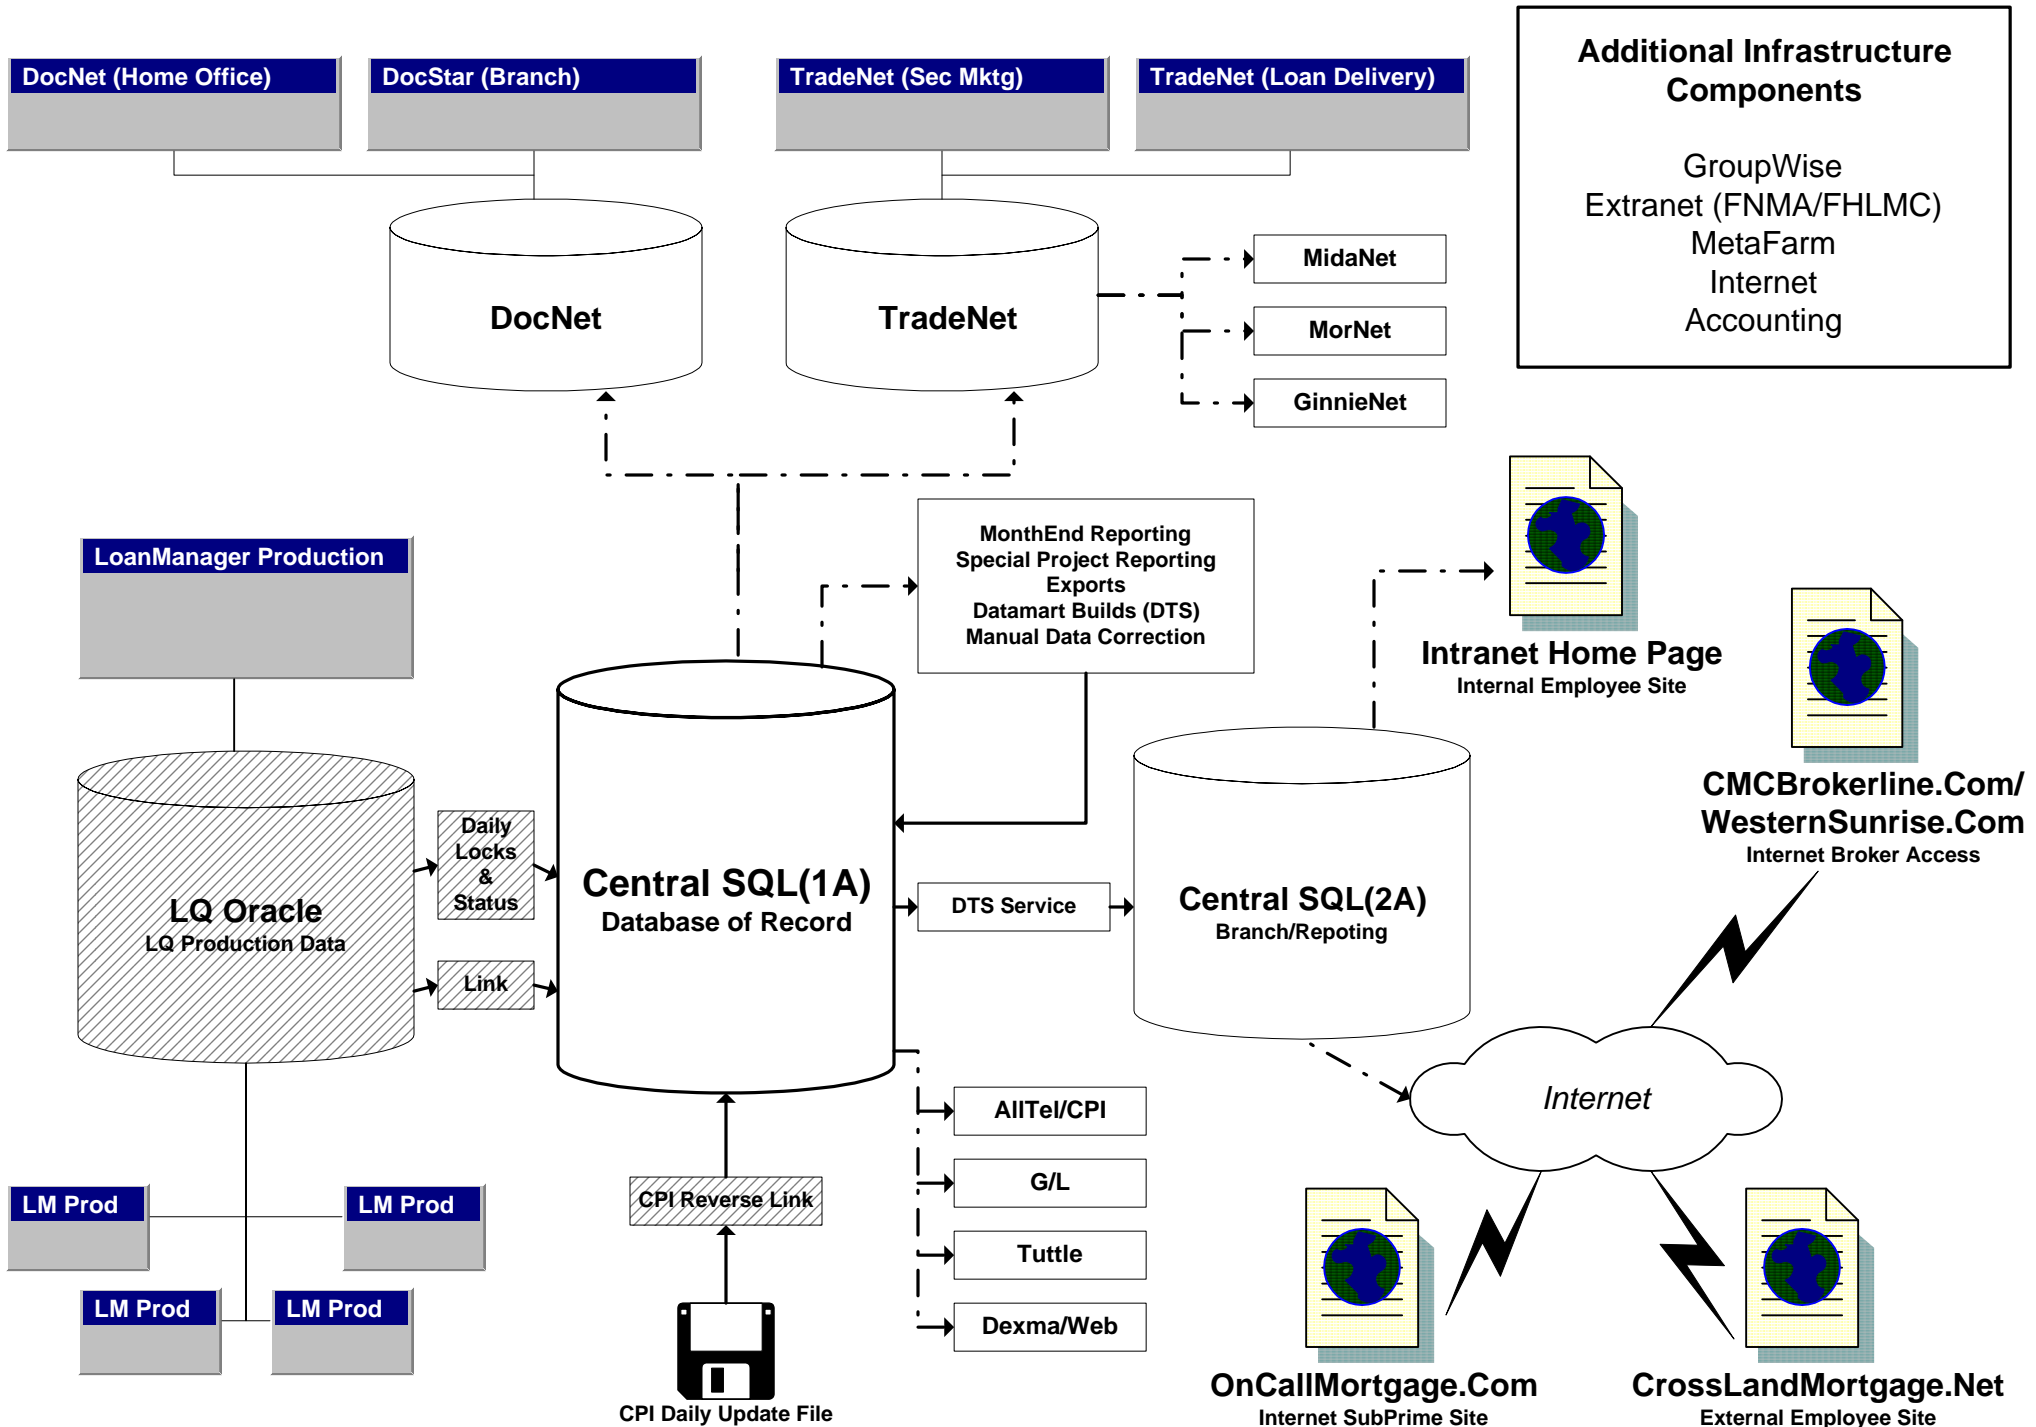 DocNet (Home Office)
DocStar (Branch)
TradeNet (Sec Mktg)
TradeNet (Loan Delivery)
Additional Infrastructure
Components
GroupWise
Extranet (FNMA/FHLMC)
MetaFarm
Internet
Accounting
DocNet
TradeNet
MidaNet
MorNet
GinnieNet
LoanManager Production
MonthEnd Reporting
Special Project Reporting
Exports
Datamart Builds (DTS)
Manual Data Correction
Intranet Home Page
Internal Employee Site
CMCBrokerline.Com/
WesternSunrise.Com
Internet Broker Access
LQ Oracle
LQ Production Data
Daily
Locks
&
Status
Link
Central SQL(1A)
Database of Record
DTS Service
Central SQL(2A)
Branch/Repoting
Internet
AllTel/CPI
G/L
Tuttle
Dexma/Web
CPI Reverse Link
CPI Daily Update File
LM Prod
LM Prod
LM Prod
LM Prod
OnCallMortgage.Com
Internet SubPrime Site
CrossLandMortgage.Net
External Employee Site